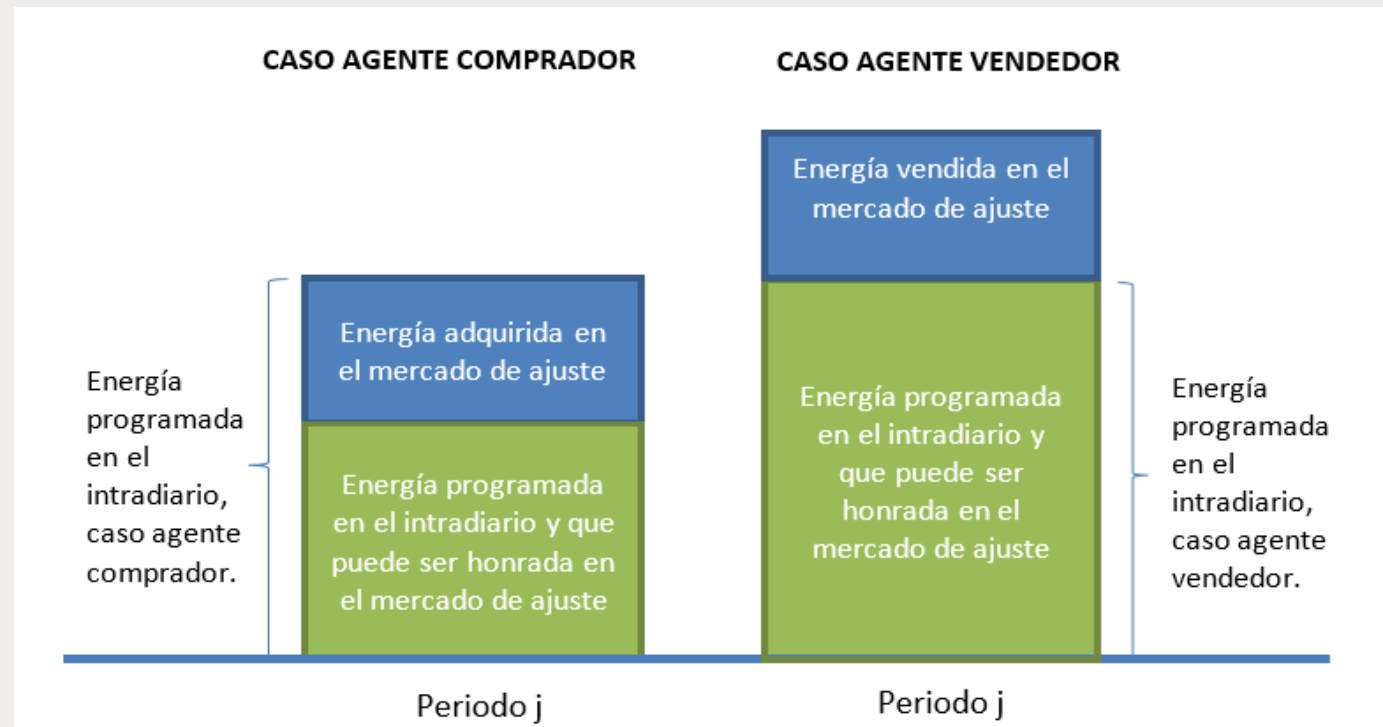 CASO AGENTE COMPRADOR
CASO AGENTE VENDEDOR
Energía vendida en el
mercado de ajuste
Energía adquirida en
el mercado de ajuste
Energía
programada
en el
intradiario,
caso agente
comprador.
Energía programada
en el intradiario y que
puede ser honrada en
el mercado de ajuste
Energía programada
en el intradiario y
que puede ser
honrada en el
mercado de ajuste
Energía
programada
en el
intradiario,
caso agente
vendedor.
Periodo j
Periodo j